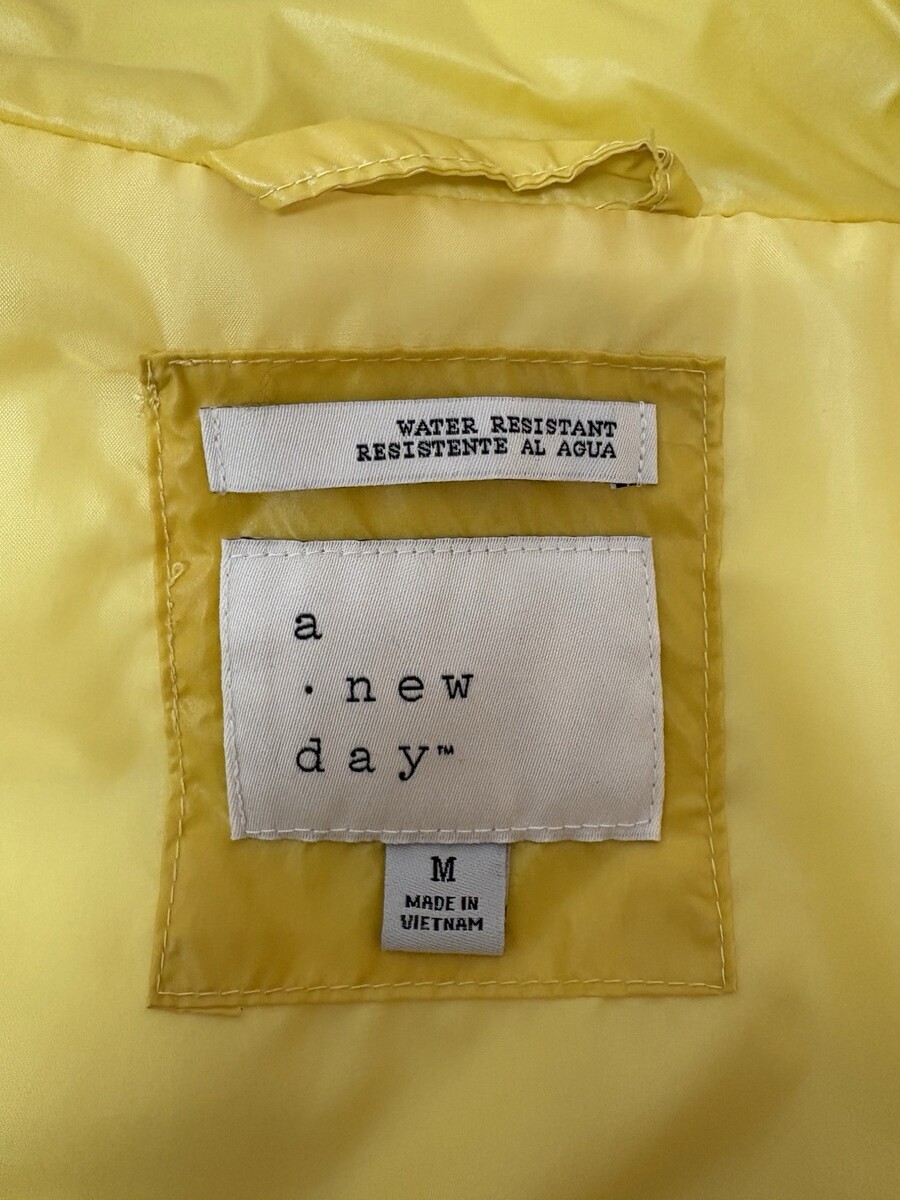 WATER RESISTANT
RESISTENTE AL AGUA
a
· new
day™
M
MADE IN
VIETNAM